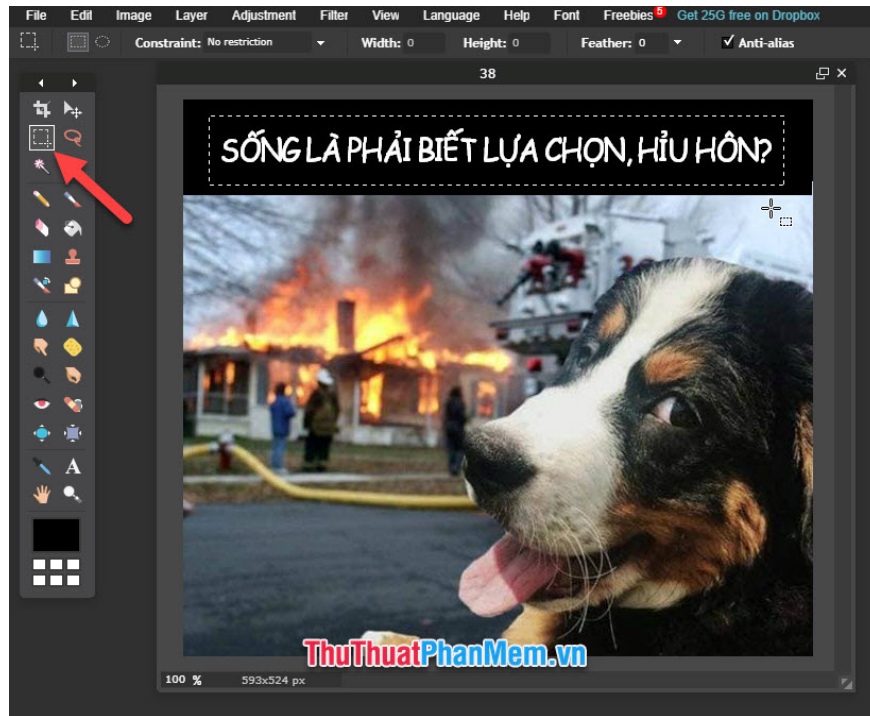 File Edit Image Layer Adjustment Filter View Language Help Font Freebies 5 Get 25G free on Dropbox
Constraint: No restriction Width: 0 Height: 0 Feather: 0 Anti-alias
38
SỐNG LÀ PHẢI BIẾT LỰA CHỌN, HỈU HÔN?
A
ThuThuatPhanMem.vn
100 % 593x524 px